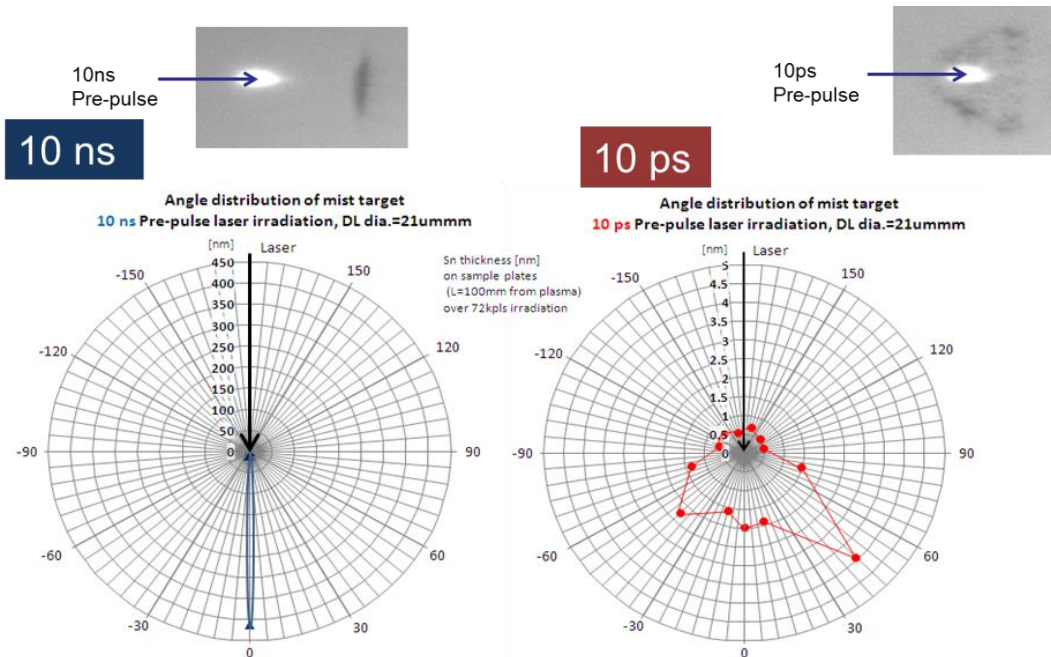 10ns
Pre-pulse
10 ns
10ps
Pre-pulse
10 ps
Angle distribution of mist target
10 ns Pre-pulse laser irradiation, DL dia.=21ummm
[nm]
Laser
450
400
350
300
250
200
150
100
50
0
-150
150
-120
120
-90
90
-60
60
-30
30
0
Sn thickness [nm]
on sample plates
(L=100mm from plasma)
over 72kpls irradiation
Angle distribution of mist target
10 ps Pre-pulse laser irradiation, DL dia.=21ummm
[nm]
Laser
5
4.5
4
3.5
3
2.5
2
1.5
1
0.5
0
-150
150
-120
120
-90
90
-60
60
-30
30
0